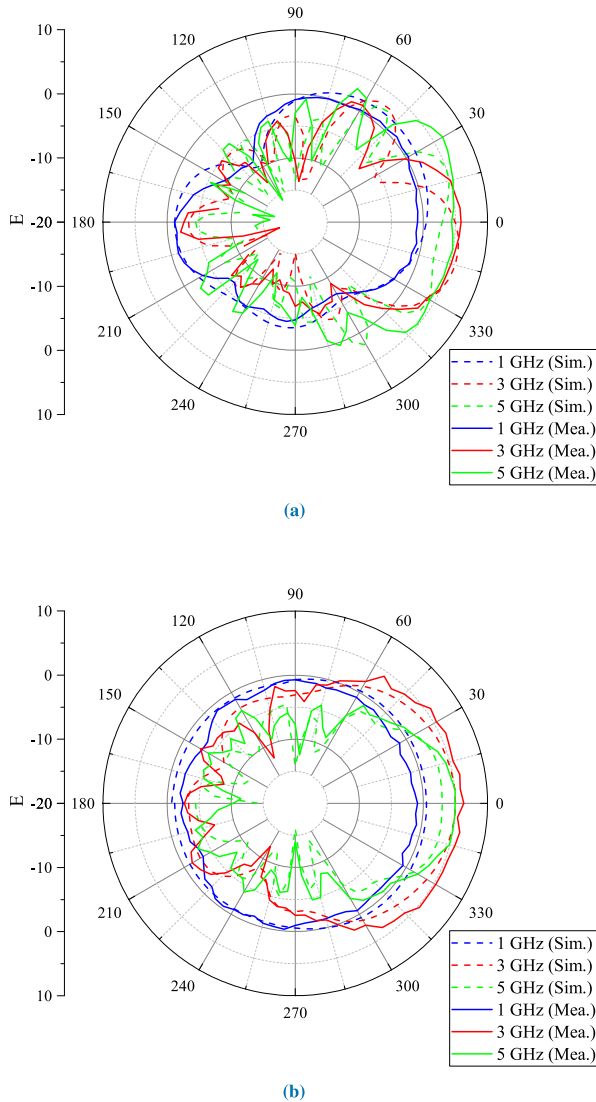 10
0
-10
-20
-10
0
10
E
90
60
30
0
330
300
270
240
210
180
150
120
1 GHz (Sim.)
3 GHz (Sim.)
5 GHz (Sim.)
1 GHz (Mea.)
3 GHz (Mea.)
5 GHz (Mea.)
(a)
10
0
-10
-20
-10
0
10
E
90
60
30
0
330
300
270
240
210
180
150
120
1 GHz (Sim.)
3 GHz (Sim.)
5 GHz (Sim.)
1 GHz (Mea.)
3 GHz (Mea.)
5 GHz (Mea.)
(b)